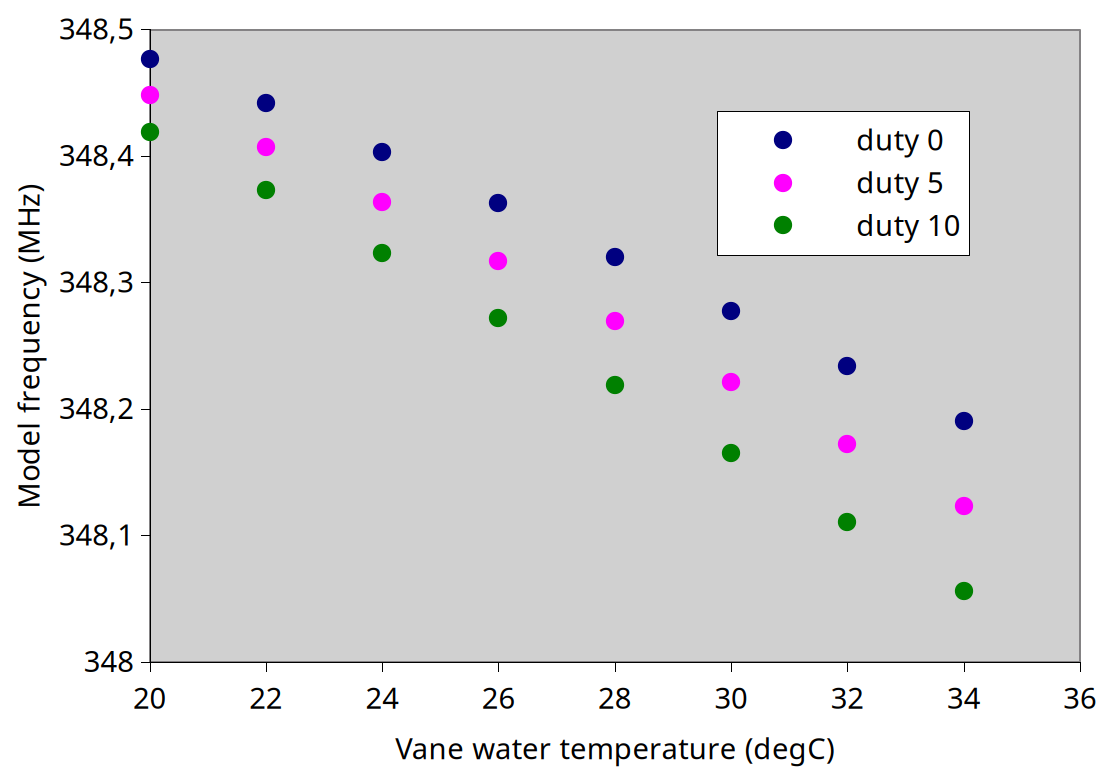 348,5
348,4
348,3
348,2
348,1
348
20 22 24 26 28 30 32 34 36
Model frequency (MHz)
Vane water temperature (degC)
duty 0
duty 5
duty 10